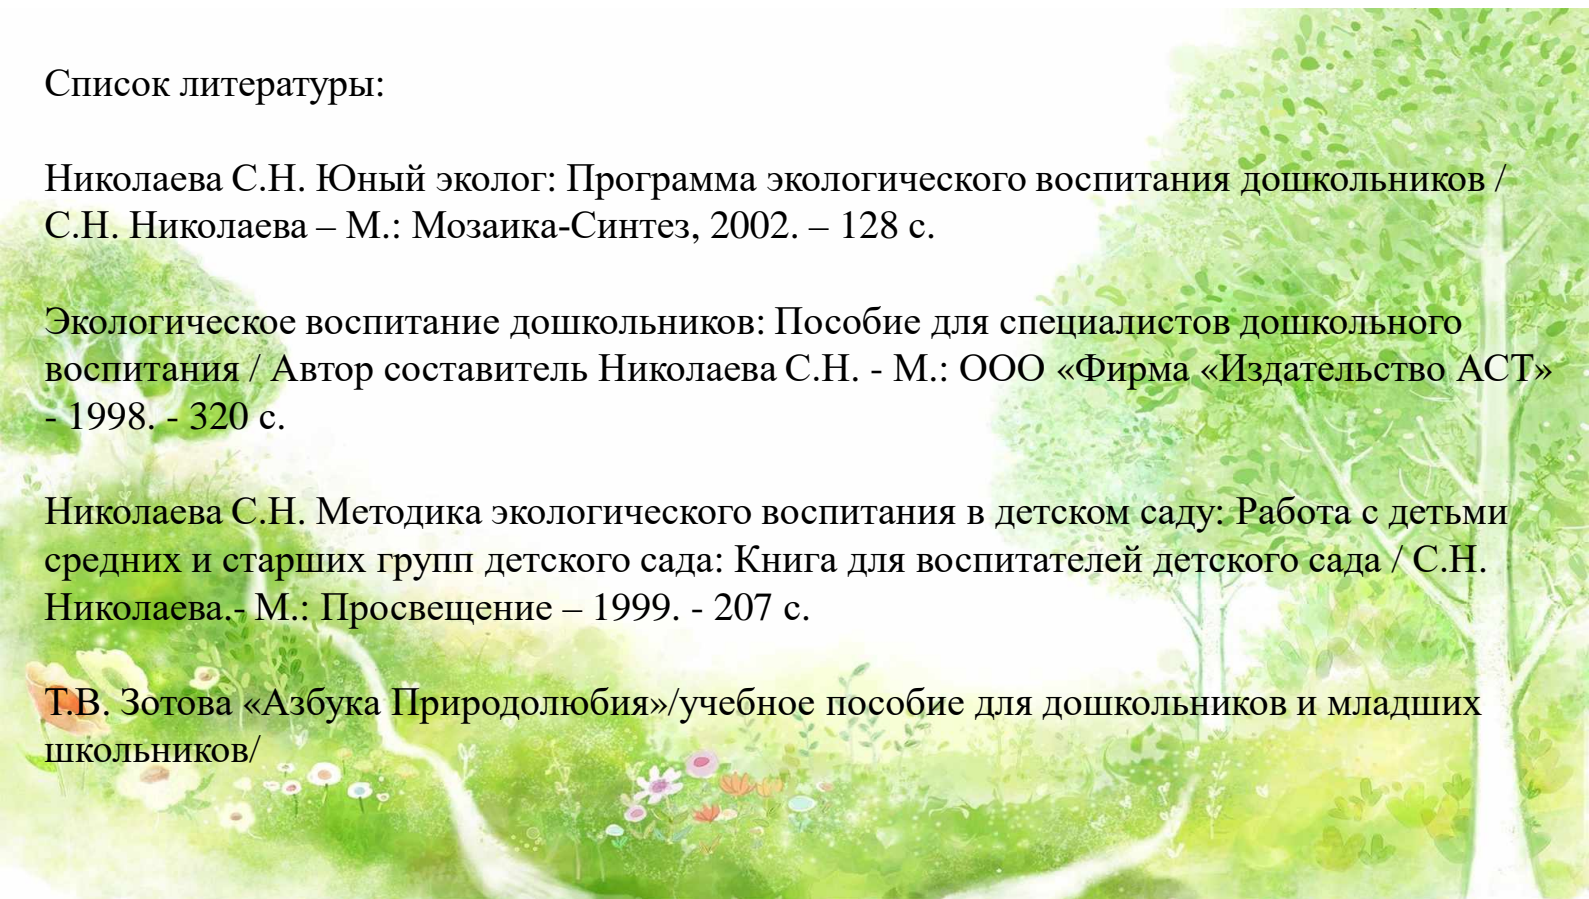 Список литературы:
Николаева С.Н. Юный эколог: Программа экологического воспитания дошкольников /
С.Н. Николаева – М.: Мозаика-Синтез, 2002. – 128 с.
Экологическое воспитание дошкольников: Пособие для специалистов дошкольного
воспитания / Автор составитель Николаева С.Н. - М.: ООО «Фирма «Издательство АСТ»
- 1998. - 320 с.
Николаева С.Н. Методика экологического воспитания в детском саду: Работа с детьми
средних и старших групп детского сада: Книга для воспитателей детского сада / С.Н.
Николаева.- М.: Просвещение – 1999. - 207 с.
Т.В. Зотова «Азбука Природолюбия»/учебное пособие для дошкольников и младших
школьников/